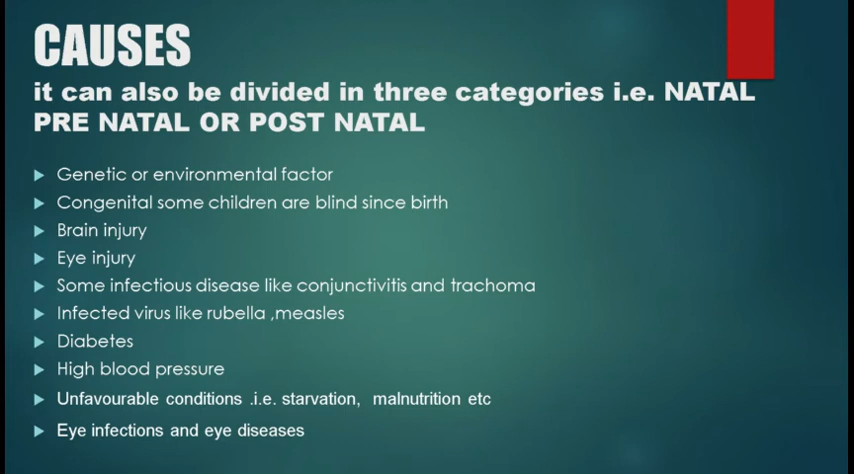 CAUSES
it can also be divided in three categories i.e. NATAL
PRE NATAL OR POST NATAL
Genetic or environmental factor
Congenital some children are blind since birth
Brain injury
Eye injury
Some infectious disease like conjunctivitis and trachoma
Infected virus like rubella ,measles
Diabetes
High blood pressure
Unfavourable conditions .i.e. starvation, malnutrition etc
Eye infections and eye diseases